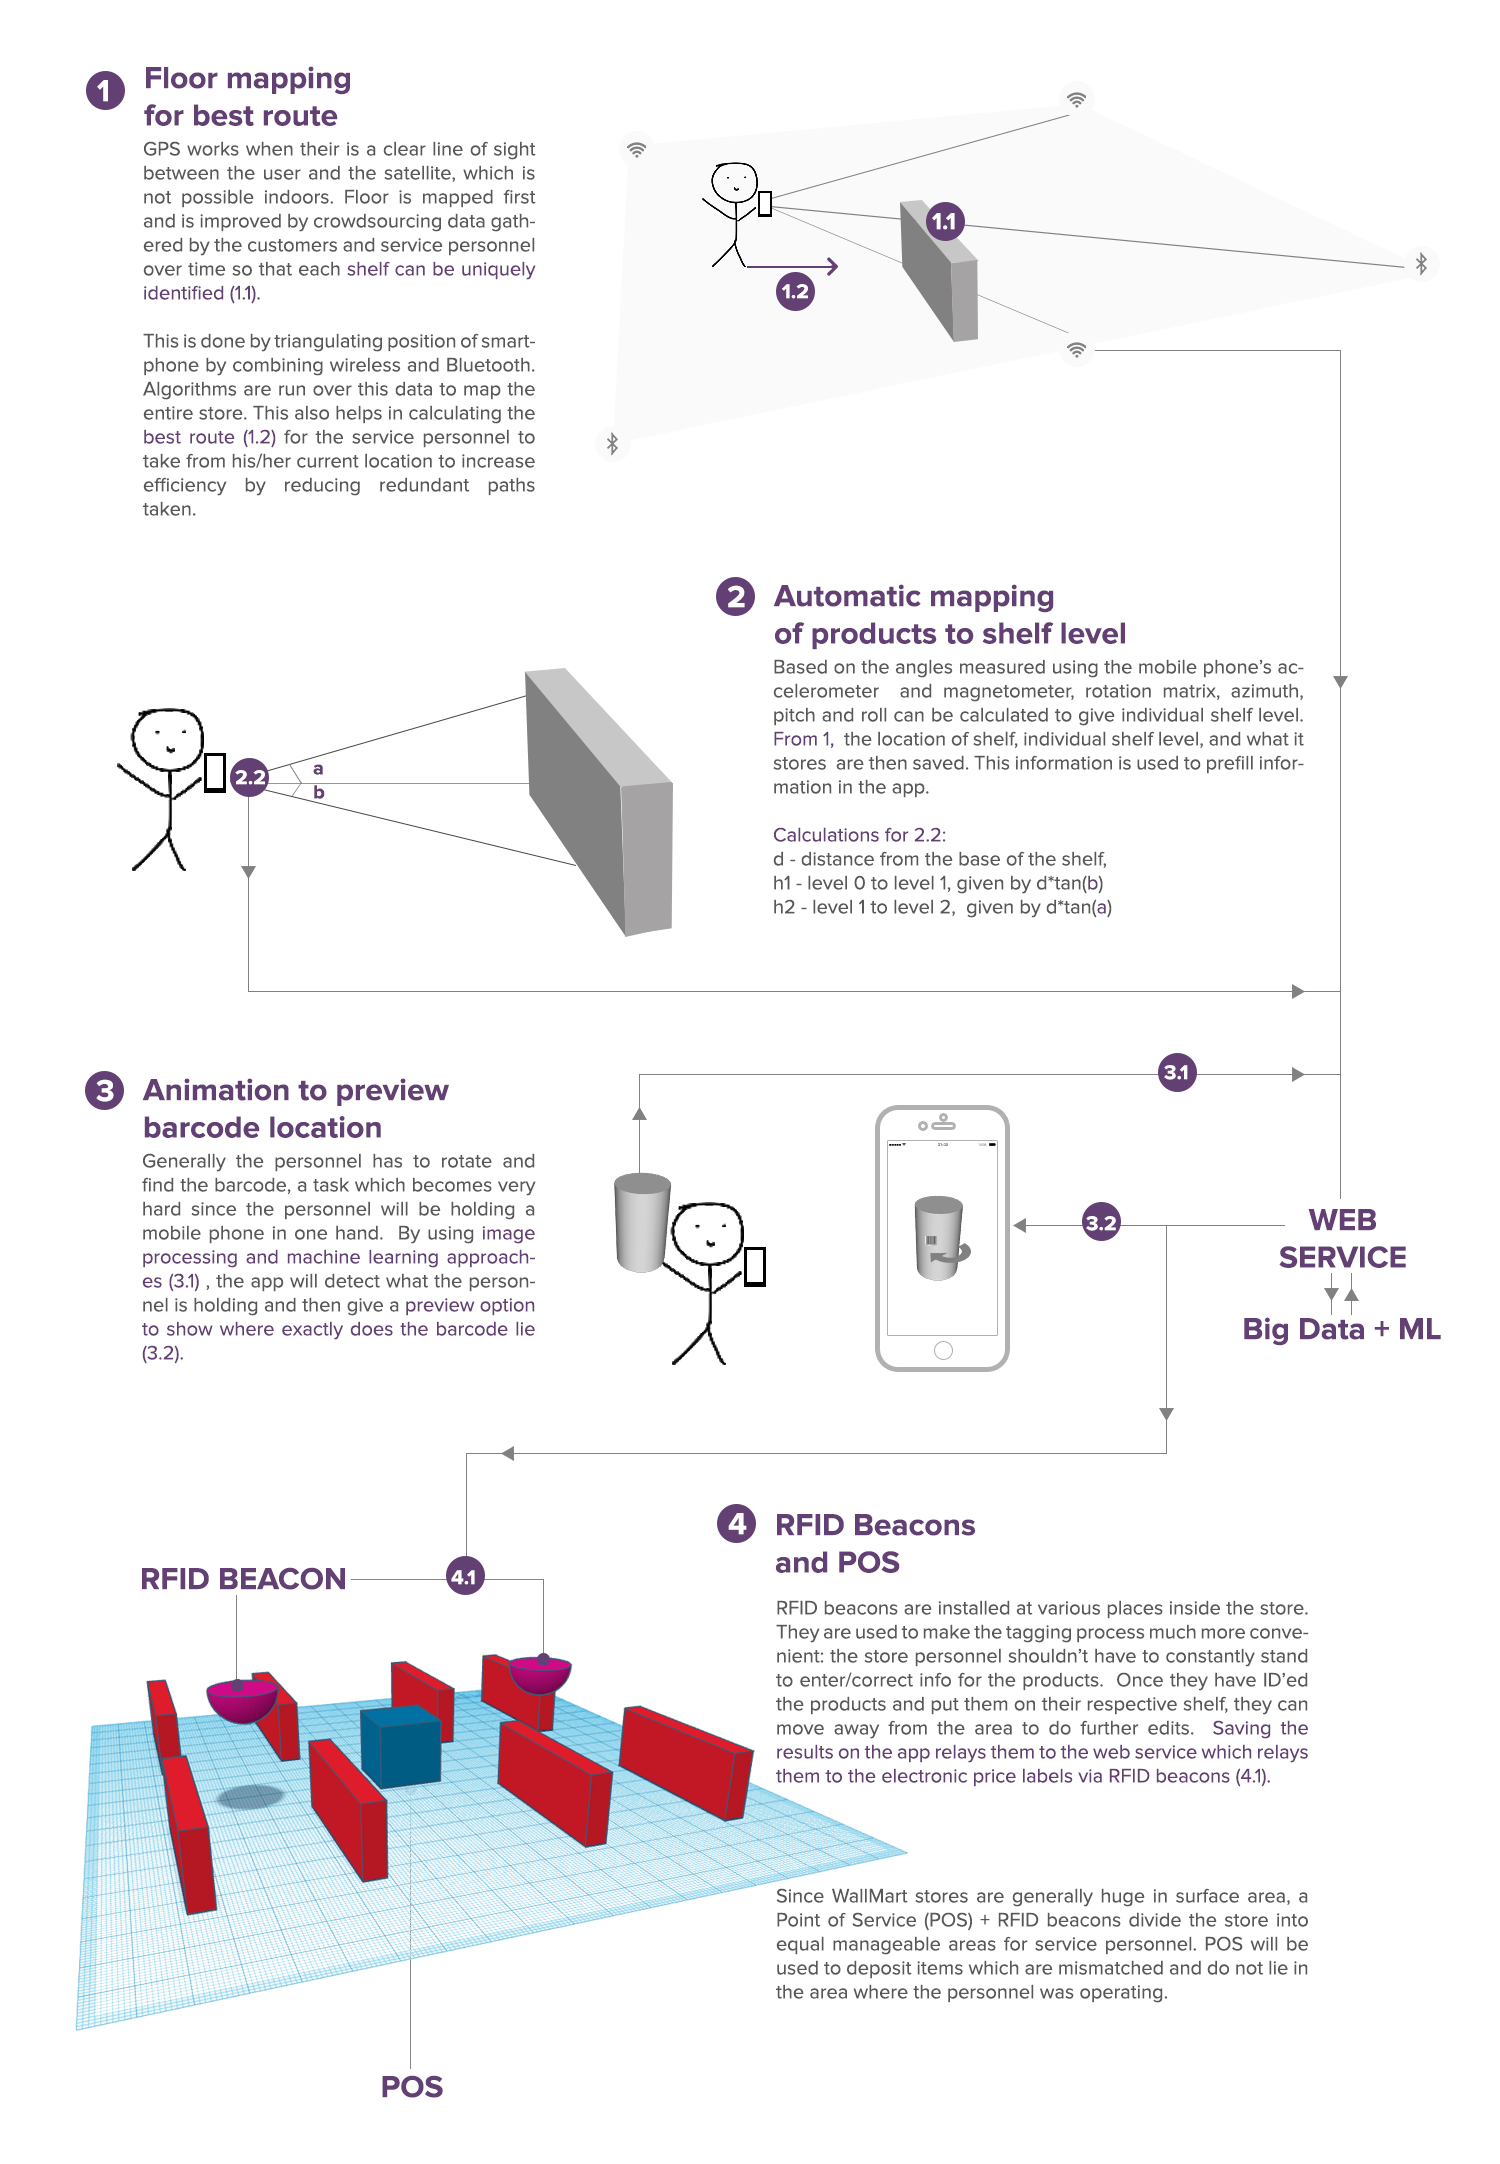 1
Floor mapping
for best route
GPS works when their is a clear line of sight
between the user and the satellite, which is
not possible indoors. Floor is mapped first
and is improved by crowdsourcing data gath-
ered by the customers and service personnel
over time so that each shelf can be uniquely
identified (1.1).
This is done by triangulating position of smart-
phone by combining wireless and Bluetooth.
Algorithms are run over this data to map the
entire store. This also helps in calculating the
best route (1.2) for the service personnel to
take from his/her current location to increase
efficiency by reducing redundant paths
taken.
1.1
1.2
2
Automatic mapping
of products to shelf level
Based on the angles measured using the mobile phone's ac-
celerometer and magnetometer, rotation matrix, azimuth,
pitch and roll can be calculated to give individual shelf level.
From 1, the location of shelf, individual shelf level, and what it
stores are then saved. This information is used to prefill infor-
mation in the app.
Calculations for 2.2:
d - distance from the base of the shelf,
h1 - level 0 to level 1, given by d*tan(b)
h2 - level 1 to level 2, given by d*tan(a)
2.2
a
b
3
Animation to preview
barcode location
Generally the personnel has to rotate and
find the barcode, a task which becomes very
hard since the personnel will be holding a
mobile phone in one hand. By using image
processing and machine learning approach-
es (3.1) , the app will detect what the person-
nel is holding and then give a preview option
to show where exactly does the barcode lie
(3.2).
3.1
3.2
WEB
SERVICE
Big Data + ML
4
RFID Beacons
and POS
RFID beacons are installed at various places inside the store.
They are used to make the tagging process much more conve-
nient: the store personnel shouldn't have to constantly stand
to enter/correct info for the products. Once they have ID'ed
the products and put them on their respective shelf, they can
move away from the area to do further edits. Saving the
results on the app relays them to the web service which relays
them to the electronic price labels via RFID beacons (4.1).
Since WallMart stores are generally huge in surface area, a
Point of Service (POS) + RFID beacons divide the store into
equal manageable areas for service personnel. POS will be
used to deposit items which are mismatched and do not lie in
the area where the personnel was operating.
RFID BEACON
4.1
POS